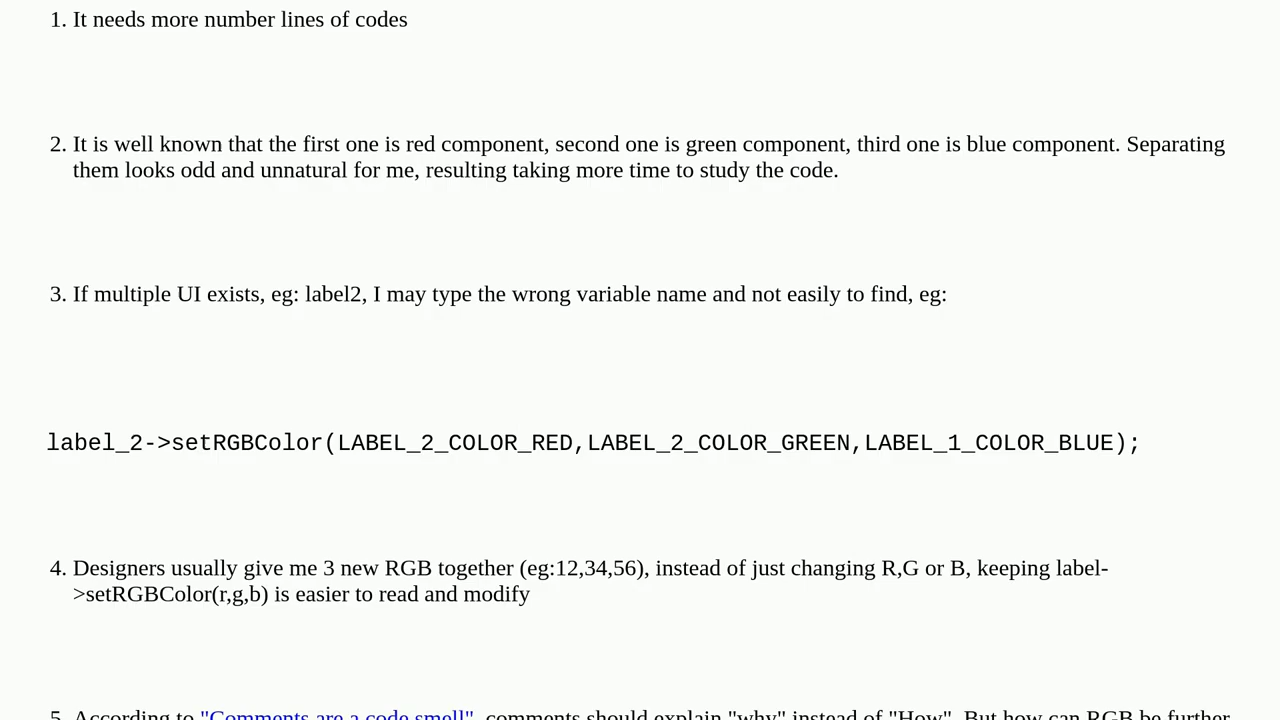 1. It needs more number lines of codes
2. It is well known that the first one is red component, second one is green component, third one is blue component. Separating
them looks odd and unnatural for me, resulting taking more time to study the code.
3. If multiple UI exists, eg: label2, I may type the wrong variable name and not easily to find, eg:
label_2->setRGBColor(LABEL_2_COLOR_RED,LABEL_2_COLOR_GREEN,LABEL_1_COLOR_BLUE);
4. Designers usually give me 3 new RGB together (eg:12,34,56), instead of just changing R,G or B, keeping label-
>setRGBColor(r,g,b) is easier to read and modify
5. According to "Comments are a code smell", comments should explain "why" instead of "How". But how can RGB be further